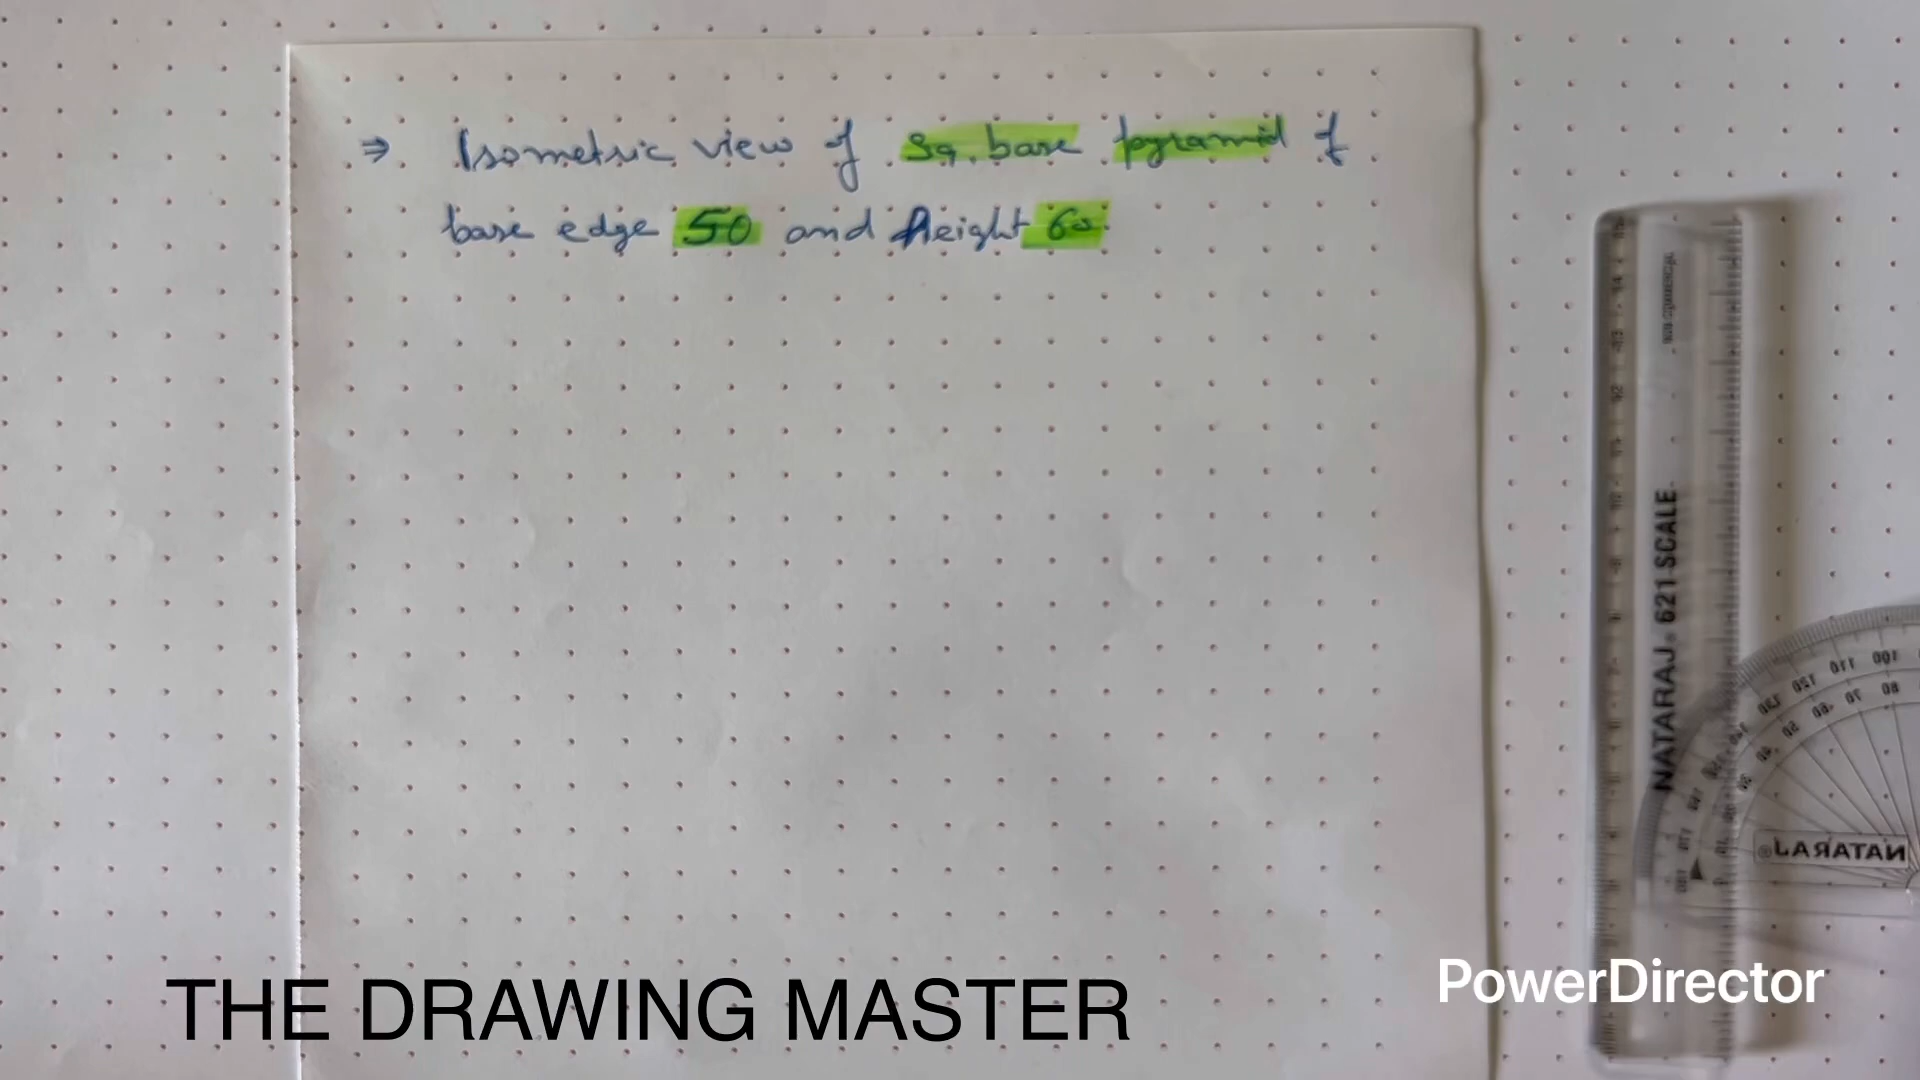 ⇒ Isometric view of Sq. base pyramid of
base edge 50 and height 60.
NATARAJ 621 SCALE
NATARAJ
THE DRAWING MASTER
PowerDirector